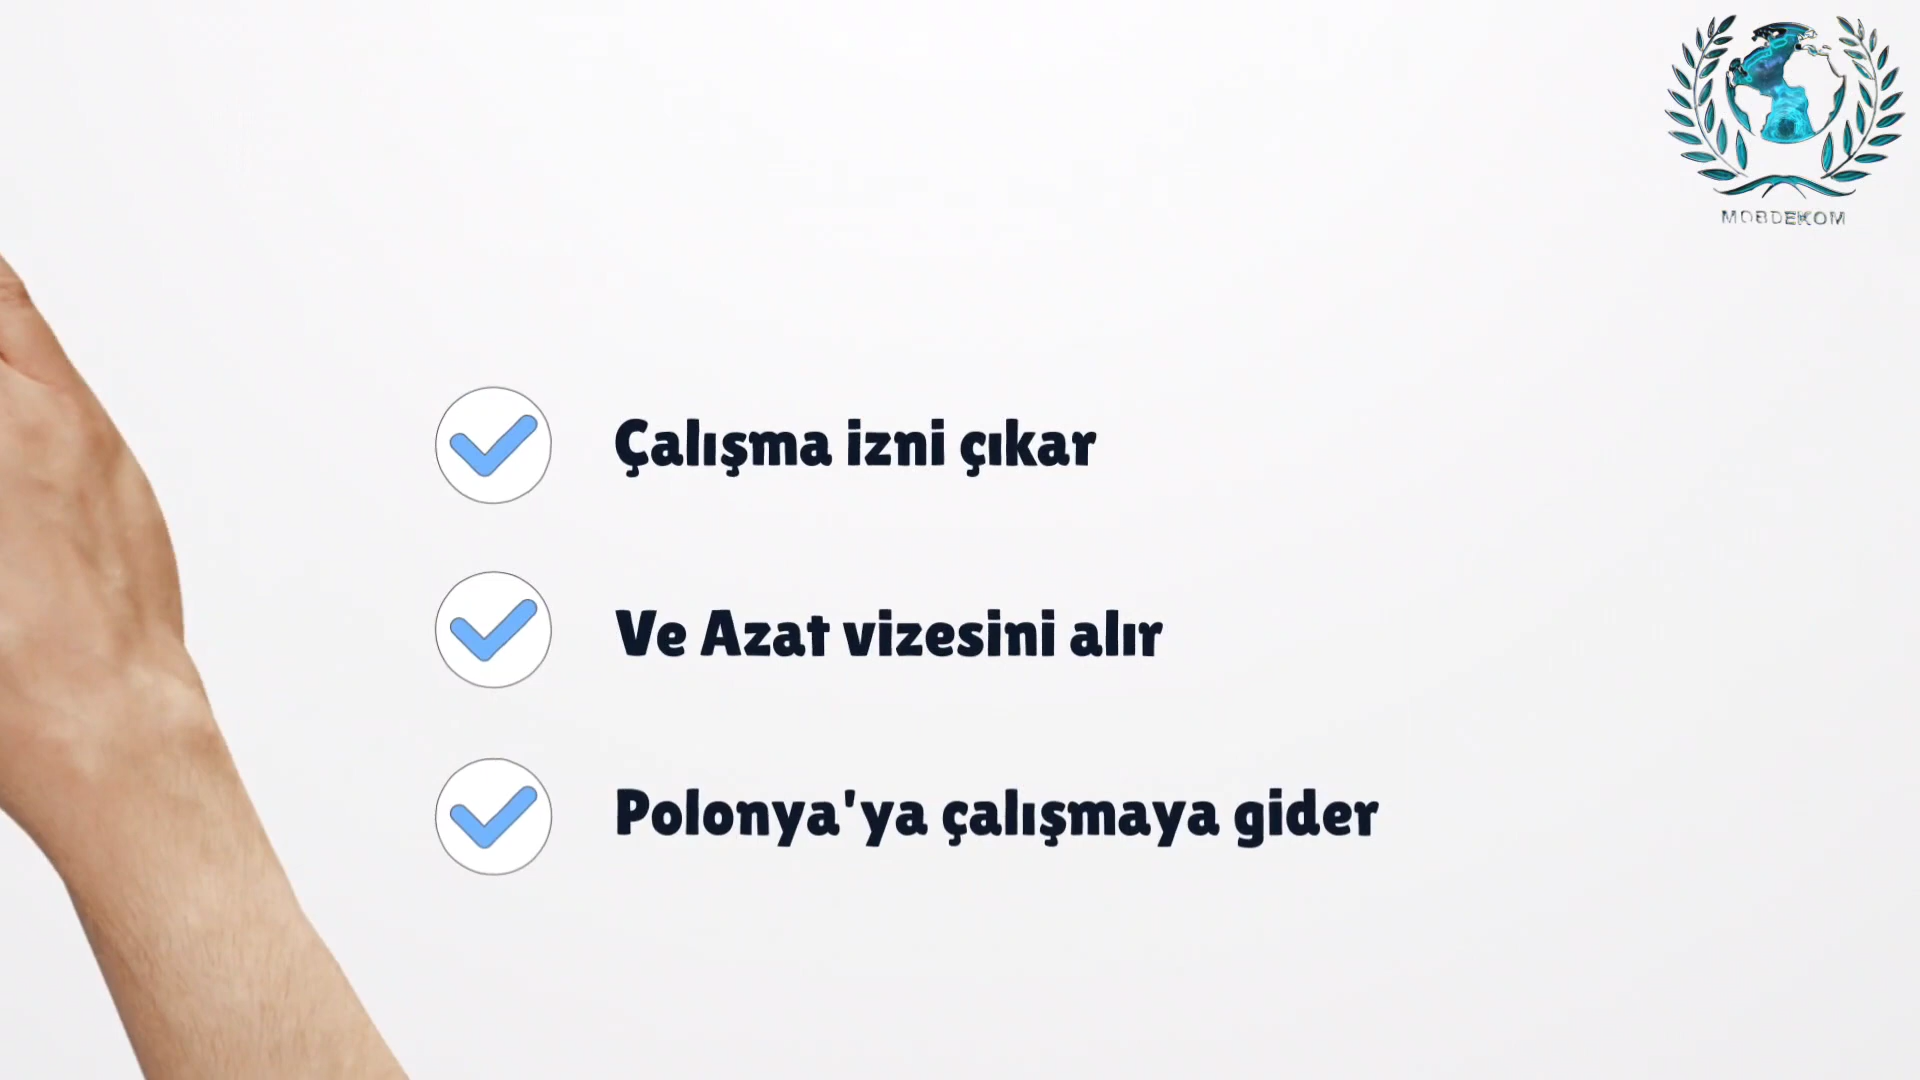 MOBDEKOM
Çalışma izni çıkar
Ve Azat vizesini alır
Polonya'ya çalışmaya gider